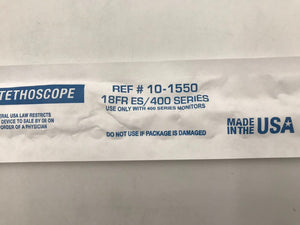 TETHOSCOPE
ERAL USA LAW RESTRICTS
DEVICE TO SALE BY OR ON
ORDER OF A PHYSICIAN
REF # 10-1550
18FR ES/400 SERIES
USE ONLY WITH 400 SERIES MONITORS
DO NOT USE IF PACKAGE IS DAMAGED
MADE
IN THE USA